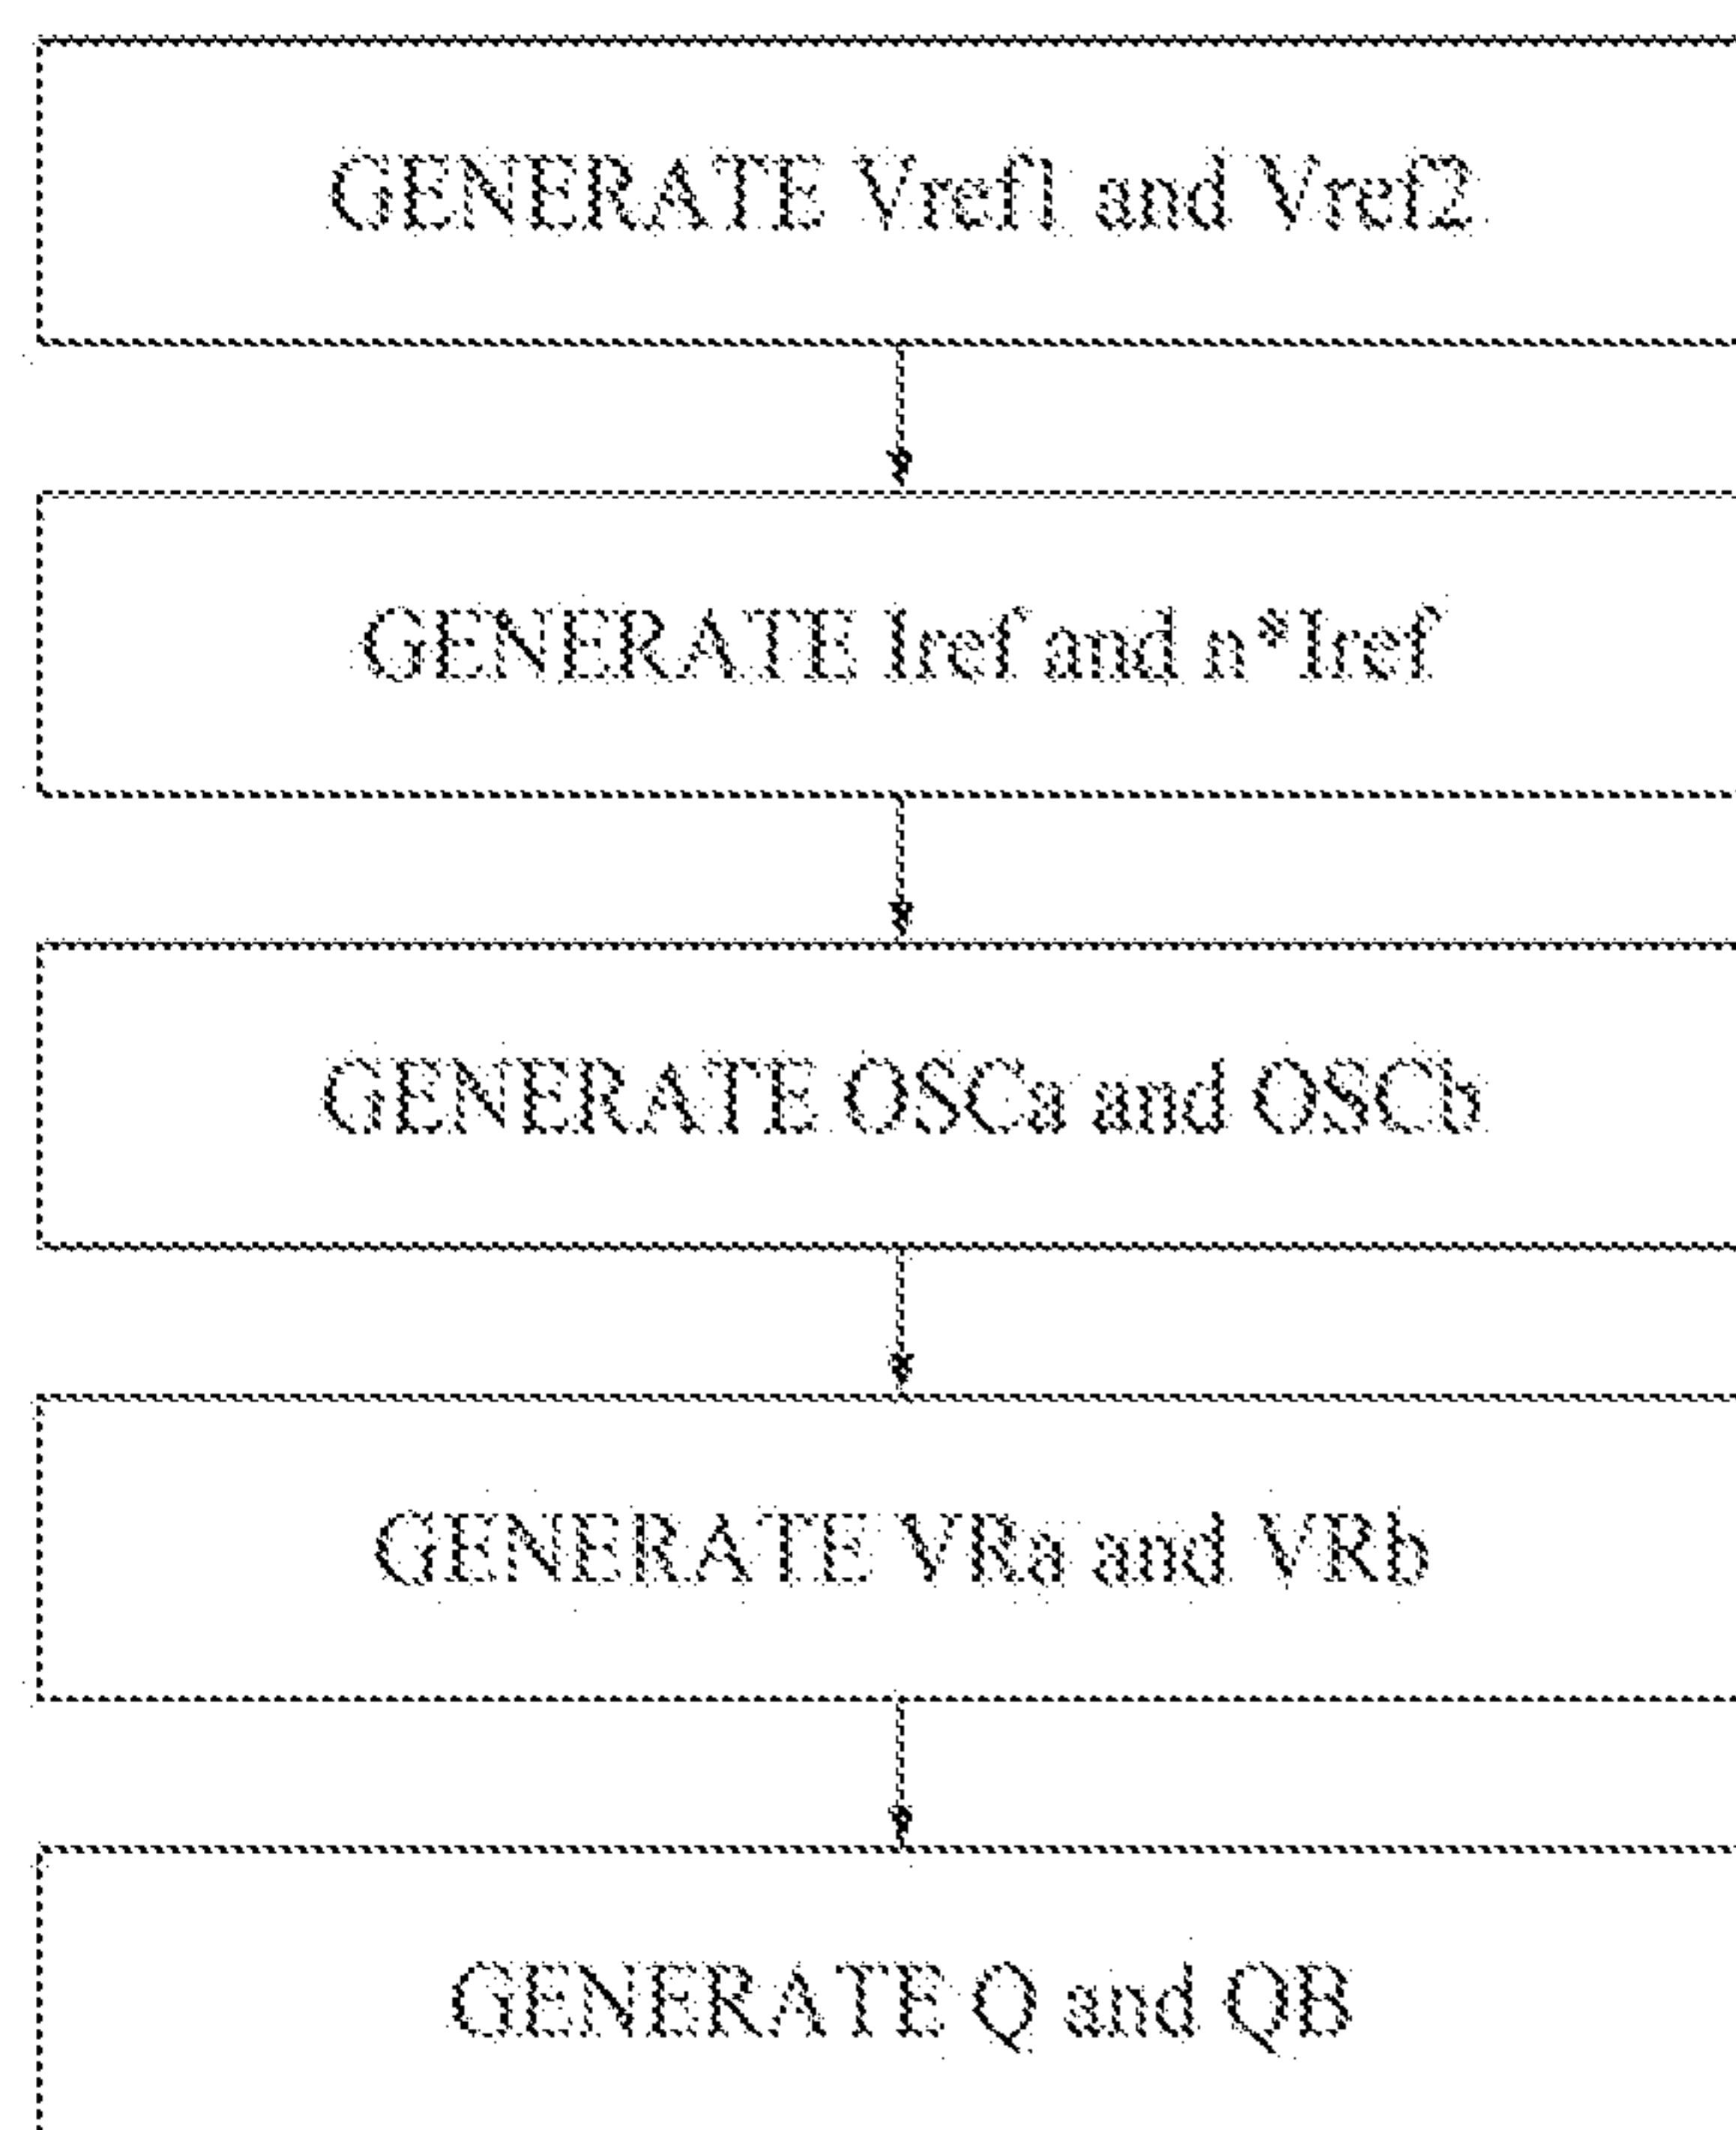 GENERATE Vref1 and Vref2
GENERATE Iref and n*Iref
GENERATE OSCa and OSCb
GENERATE VRa and VRb
GENERATE Q and QB